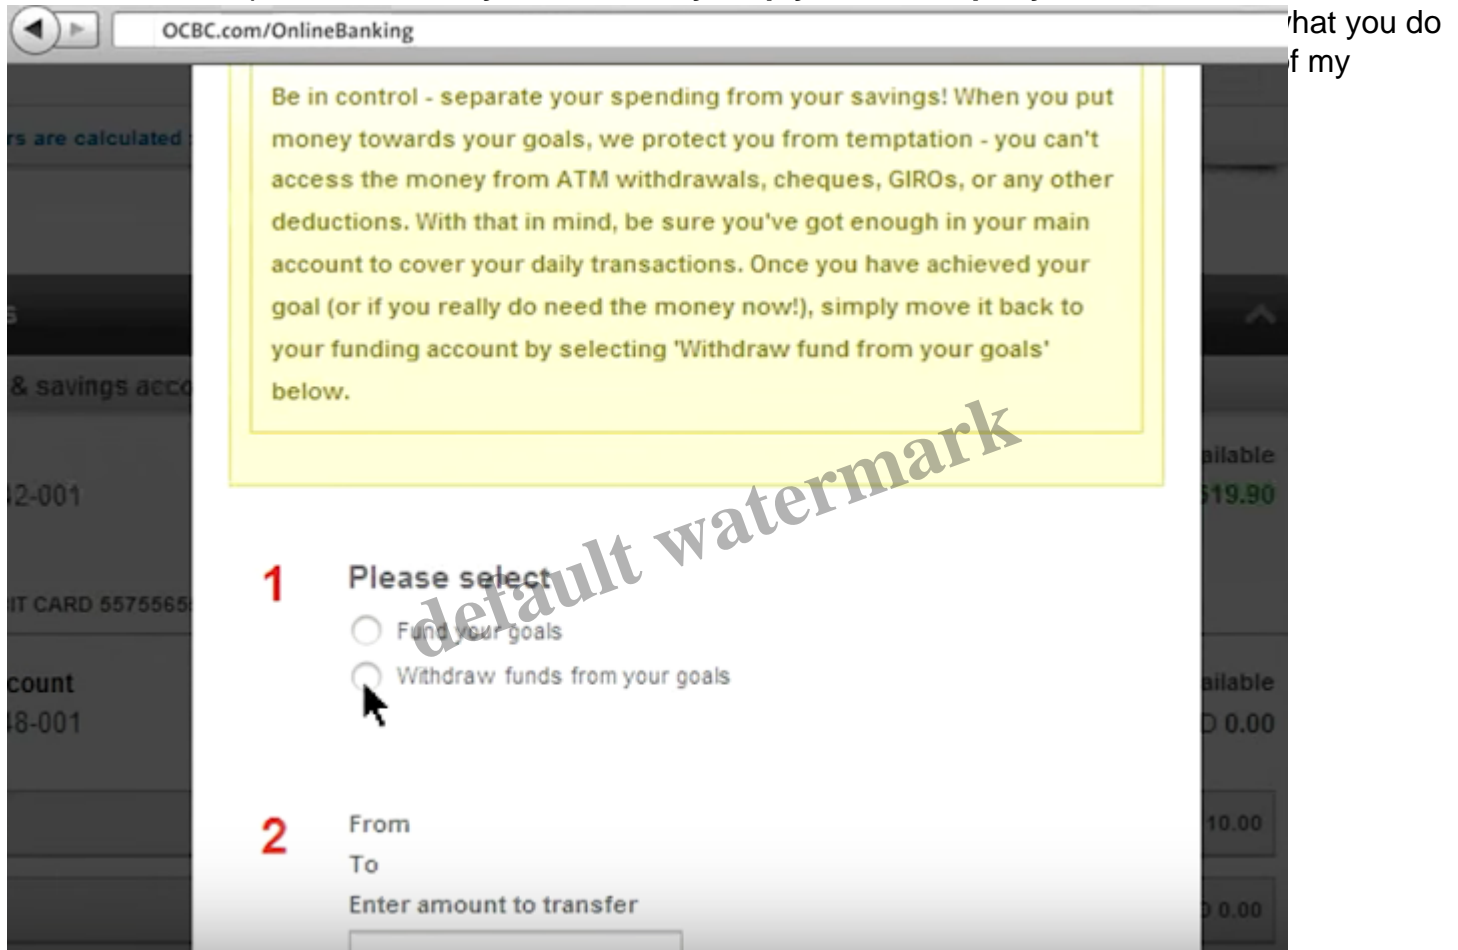 hat you do
OCBC.com/OnlineBanking
f my
Be in control - separate your spending from your savings! When you put
money towards your goals, we protect you from temptation - you can't
access the money from ATM withdrawals, cheques, GIROs, or any other
deductions. With that in mind, be sure you've got enough in your main
account to cover your daily transactions. Once you have achieved your
goal (or if you really do need the money now!), simply move it back to
your funding account by selecting 'Withdraw fund from your goals'
below.
rs are calculated
s
& savings acco
ailable
42-001
519.90
default watermark
1 Please select
Fund your goals
IT CARD 5575565
Withdraw funds from your goals
count
ailable
48-001
D 0.00
2 From
10.00
To
Enter amount to transfer
D 0.00